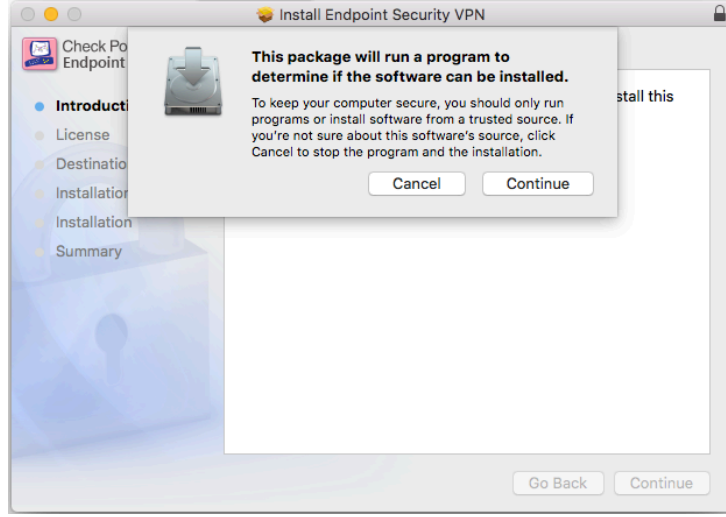 Install Endpoint Security VPN
Check Po
Endpoint
This package will run a program to
determine if the software can be installed.
To keep your computer secure, you should only run
programs or install software from a trusted source. If
you're not sure about this software's source, click
Cancel to stop the program and the installation.
Cancel
Continue
stall this
Introducti
License
Destinatio
Installation
Installation
Summary
Go Back
Continue